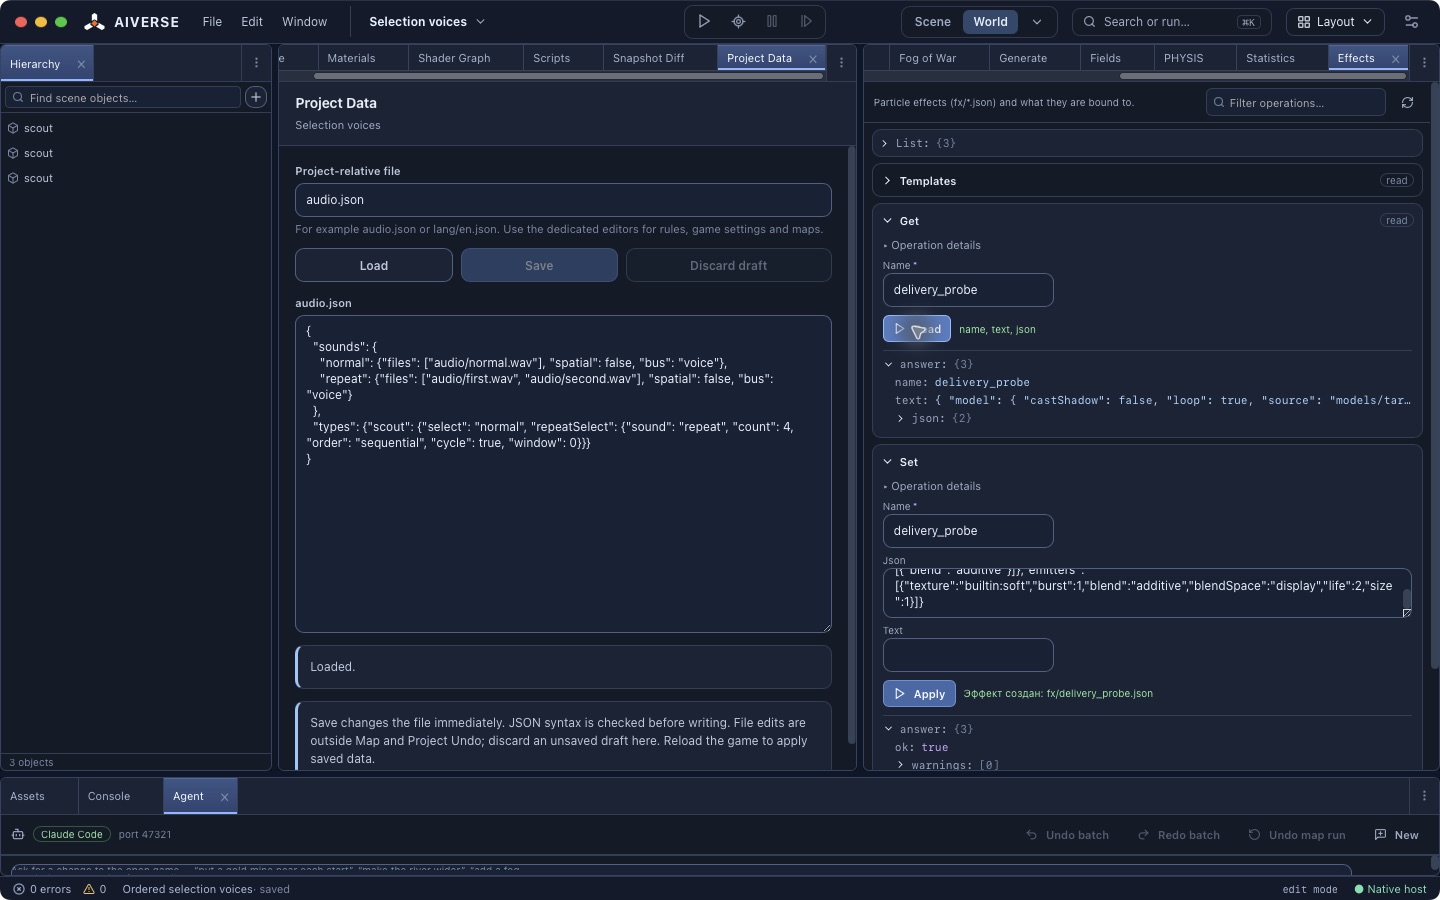 AIVERSE
File
Edit
Window
Selection voices
Scene
World
Search or run...
⌘K
Layout
Hierarchy
Find scene objects...
scout
scout
scout
3 objects
e
Materials
Shader Graph
Scripts
Snapshot Diff
Project Data
Project Data
Selection voices
Project-relative file
audio.json
For example audio.json or lang/en.json. Use the dedicated editors for rules, game settings and maps.
Load
Save
Discard draft
audio.json
{
"sounds": {
"normal": {"files": ["audio/normal.wav"], "spatial": false, "bus": "voice"},
"repeat": {"files": ["audio/first.wav", "audio/second.wav"], "spatial": false, "bus":
"voice"}
},
"types": {"scout": {"select": "normal", "repeatSelect": {"sound": "repeat", "count": 4,
"order": "sequential", "cycle": true, "window": 0}}}
}
Loaded.
Save changes the file immediately. JSON syntax is checked before writing. File edits are
outside Map and Project Undo; discard an unsaved draft here. Reload the game to apply
saved data.
Fog of War
Generate
Fields
PHYSIS
Statistics
Effects
Particle effects (fx/*.json) and what they are bound to.
Filter operations...
List: {3}
Templates
read
Get
read
Operation details
Name *
delivery_probe
name, text, json
answer: {3}
name: delivery_probe
text: { "model": { "castShadow": false, "loop": true, "source": "models/tar…
json: {2}
Set
Operation details
Name *
delivery_probe
Json
[{"blend":"additive"}]},"emitters":
[{"texture":"builtin:soft","burst":1,"blend":"additive","blendSpace":"display","life":2,"size
":1}]}
Text
Apply
Эффект создан: fx/delivery_probe.json
answer: {3}
ok: true
warnings: [0]
Assets
Console
Agent
Claude Code
port 47321
Undo batch
Redo batch
Undo map run
New
0 errors
0
Ordered selection voices · saved
edit mode
Native host